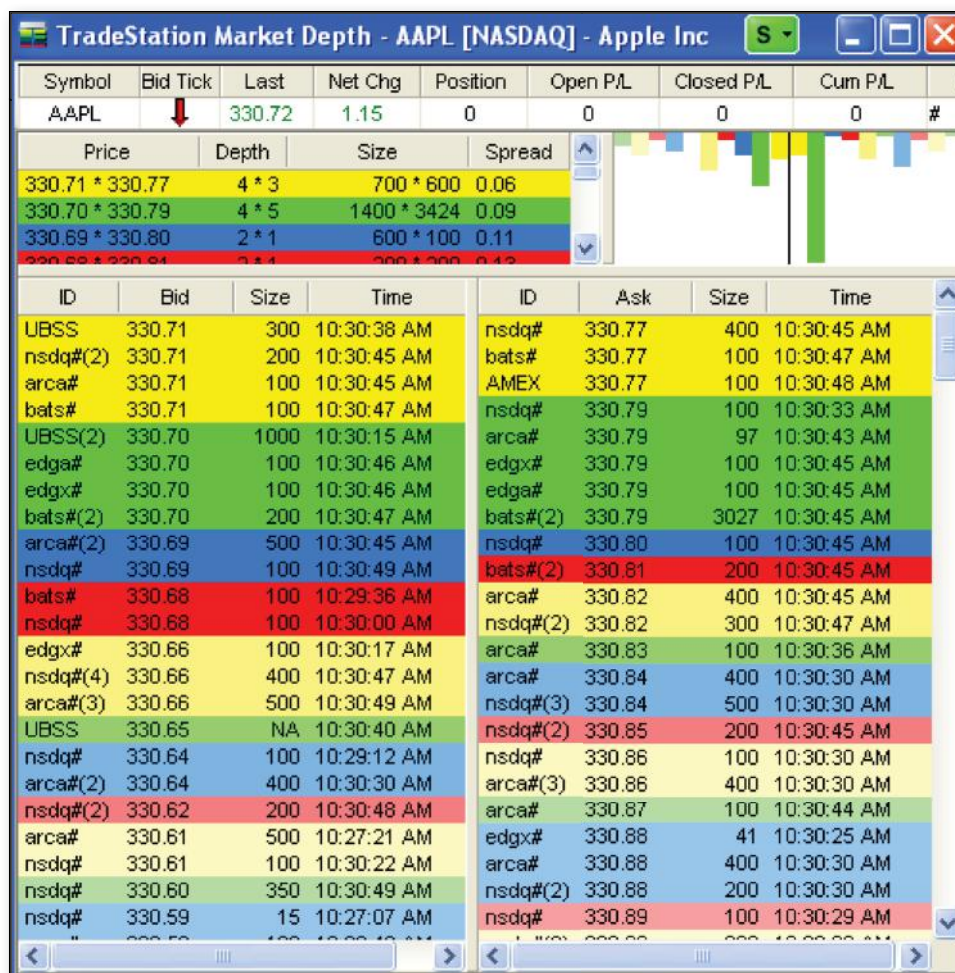 TradeStation Market Depth - AAPL [NASDAQ] - Apple Inc S
Symbol Bid Tick Last Net Chg Position Open P/L Closed P/L Cum P/L
AAPL 330.72 1.15 0 0 0 0 #
Price Depth Size Spread
330.71 * 330.77 4 * 3 700 * 600 0.06
330.70 * 330.79 4 * 5 1400 * 3424 0.09
330.69 * 330.80 2 * 1 600 * 100 0.11
330.68 * 330.81 2 * 1 200 * 200 0.13
ID Bid Size Time ID Ask Size Time
UBSS 330.71 300 10:30:38 AM nsdq# 330.77 400 10:30:45 AM
nsdq#(2) 330.71 200 10:30:45 AM bats# 330.77 100 10:30:47 AM
arca# 330.71 100 10:30:45 AM AMEX 330.77 100 10:30:48 AM
bats# 330.71 100 10:30:47 AM nsdq# 330.79 100 10:30:33 AM
UBSS(2) 330.70 1000 10:30:15 AM arca# 330.79 97 10:30:43 AM
edga# 330.70 100 10:30:46 AM edgx# 330.79 100 10:30:45 AM
edgx# 330.70 100 10:30:46 AM edga# 330.79 100 10:30:45 AM
bats#(2) 330.70 200 10:30:47 AM bats#(2) 330.79 3027 10:30:45 AM
arca#(2) 330.69 500 10:30:45 AM nsdq# 330.80 100 10:30:45 AM
nsdq# 330.69 100 10:30:49 AM bats#(2) 330.81 200 10:30:45 AM
bats# 330.68 100 10:29:36 AM arca# 330.82 400 10:30:45 AM
nsdq# 330.68 100 10:30:00 AM nsdq#(2) 330.82 300 10:30:47 AM
edgx# 330.66 100 10:30:17 AM arca# 330.83 100 10:30:36 AM
nsdq#(4) 330.66 400 10:30:47 AM arca# 330.84 400 10:30:30 AM
arca#(3) 330.66 500 10:30:49 AM nsdq#(3) 330.84 500 10:30:30 AM
UBSS 330.65 NA 10:30:40 AM nsdq#(2) 330.85 200 10:30:45 AM
nsdq# 330.64 100 10:29:12 AM nsdq# 330.86 100 10:30:30 AM
arca#(2) 330.64 400 10:30:30 AM arca#(3) 330.86 400 10:30:30 AM
nsdq#(2) 330.62 200 10:30:48 AM arca# 330.87 100 10:30:44 AM
arca# 330.61 500 10:27:21 AM edgx# 330.88 41 10:30:25 AM
nsdq# 330.61 100 10:30:22 AM arca# 330.88 400 10:30:30 AM
nsdq# 330.60 350 10:30:49 AM nsdq#(2) 330.88 200 10:30:30 AM
nsdq# 330.59 15 10:27:07 AM nsdq# 330.89 100 10:30:29 AM